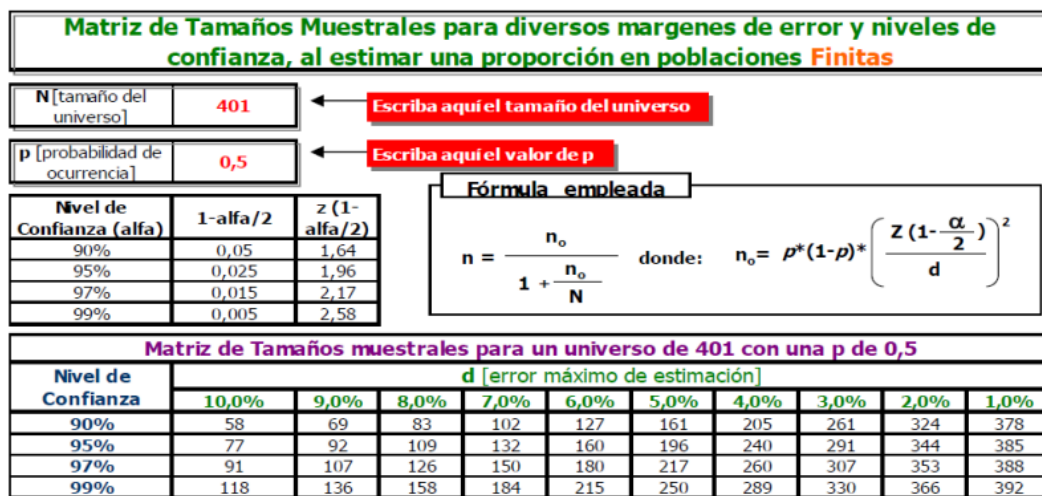 Matriz de Tamaños Muestrales para diversos margenes de error y niveles de
confianza, al estimar una proporción en poblaciones Finitas
N [tamaño del
universo]
401
Escriba aquí el tamaño del universo
p [probabilidad de
ocurrencia]
0,5
Escriba aquí el valor de p
Nivel de
Confianza (alfa)
1-alfa/2
z (1-
alfa/2)
90% 0,05 1,64
95% 0,025 1,96
97% 0,015 2,17
99% 0,005 2,58
Fórmula empleada
n = n₀ / (1 + n₀/N) donde: n₀= p*(1-p)* ( Z (1- α/2) / d )²
Matriz de Tamaños muestrales para un universo de 401 con una p de 0,5
Nivel de
Confianza
d [error máximo de estimación]
10,0% 9,0% 8,0% 7,0% 6,0% 5,0% 4,0% 3,0% 2,0% 1,0%
90% 58 69 83 102 127 161 205 261 324 378
95% 77 92 109 132 160 196 240 291 344 385
97% 91 107 126 150 180 217 260 307 353 388
99% 118 136 158 184 215 250 289 330 366 392